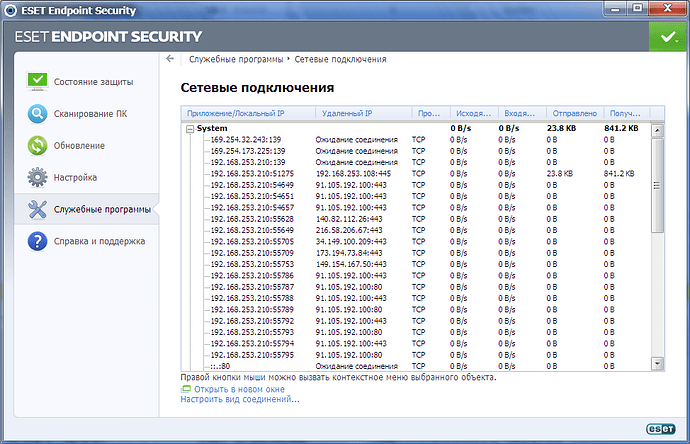 ESET Endpoint Security
ESET ENDPOINT SECURITY
Состояние защиты
Сканирование ПК
Обновление
Настройка
Служебные программы
Справка и поддержка
Служебные программы ▸ Сетевые подключения
Сетевые подключения
Приложение/Локальный IP Удаленный IP Про... Исходя... Входя... Отправлено Получ...
System 0 B/s 0 B/s 23.8 KB 841.2 KB
169.254.32.243:139 Ожидание соединения TCP 0 B/s 0 B/s 0 B 0 B
169.254.173.225:139 Ожидание соединения TCP 0 B/s 0 B/s 0 B 0 B
192.168.253.210:139 Ожидание соединения TCP 0 B/s 0 B/s 0 B 0 B
192.168.253.210:51275 192.168.253.108:445 TCP 0 B/s 0 B/s 23.8 KB 841.2 KB
192.168.253.210:54649 91.105.192.100:443 TCP 0 B/s 0 B/s 0 B 0 B
192.168.253.210:54651 91.105.192.100:443 TCP 0 B/s 0 B/s 0 B 0 B
192.168.253.210:54657 91.105.192.100:443 TCP 0 B/s 0 B/s 0 B 0 B
192.168.253.210:55628 140.82.112.26:443 TCP 0 B/s 0 B/s 0 B 0 B
192.168.253.210:55649 216.58.206.67:443 TCP 0 B/s 0 B/s 0 B 0 B
192.168.253.210:55705 34.149.100.209:443 TCP 0 B/s 0 B/s 0 B 0 B
192.168.253.210:55709 173.194.73.84:443 TCP 0 B/s 0 B/s 0 B 0 B
192.168.253.210:55753 149.154.167.50:443 TCP 0 B/s 0 B/s 0 B 0 B
192.168.253.210:55786 91.105.192.100:443 TCP 0 B/s 0 B/s 0 B 0 B
192.168.253.210:55787 91.105.192.100:80 TCP 0 B/s 0 B/s 0 B 0 B
192.168.253.210:55788 91.105.192.100:443 TCP 0 B/s 0 B/s 0 B 0 B
192.168.253.210:55789 91.105.192.100:80 TCP 0 B/s 0 B/s 0 B 0 B
192.168.253.210:55792 91.105.192.100:443 TCP 0 B/s 0 B/s 0 B 0 B
192.168.253.210:55793 91.105.192.100:80 TCP 0 B/s 0 B/s 0 B 0 B
192.168.253.210:55794 91.105.192.100:443 TCP 0 B/s 0 B/s 0 B 0 B
192.168.253.210:55795 91.105.192.100:80 TCP 0 B/s 0 B/s 0 B 0 B
::.:80 Ожидание соединения TCP 0 B/s 0 B/s 0 B 0 B
Правой кнопки мыши можно вызвать контекстное меню выбранного объекта.
Открыть в новом окне
Настроить вид соединений...
eset